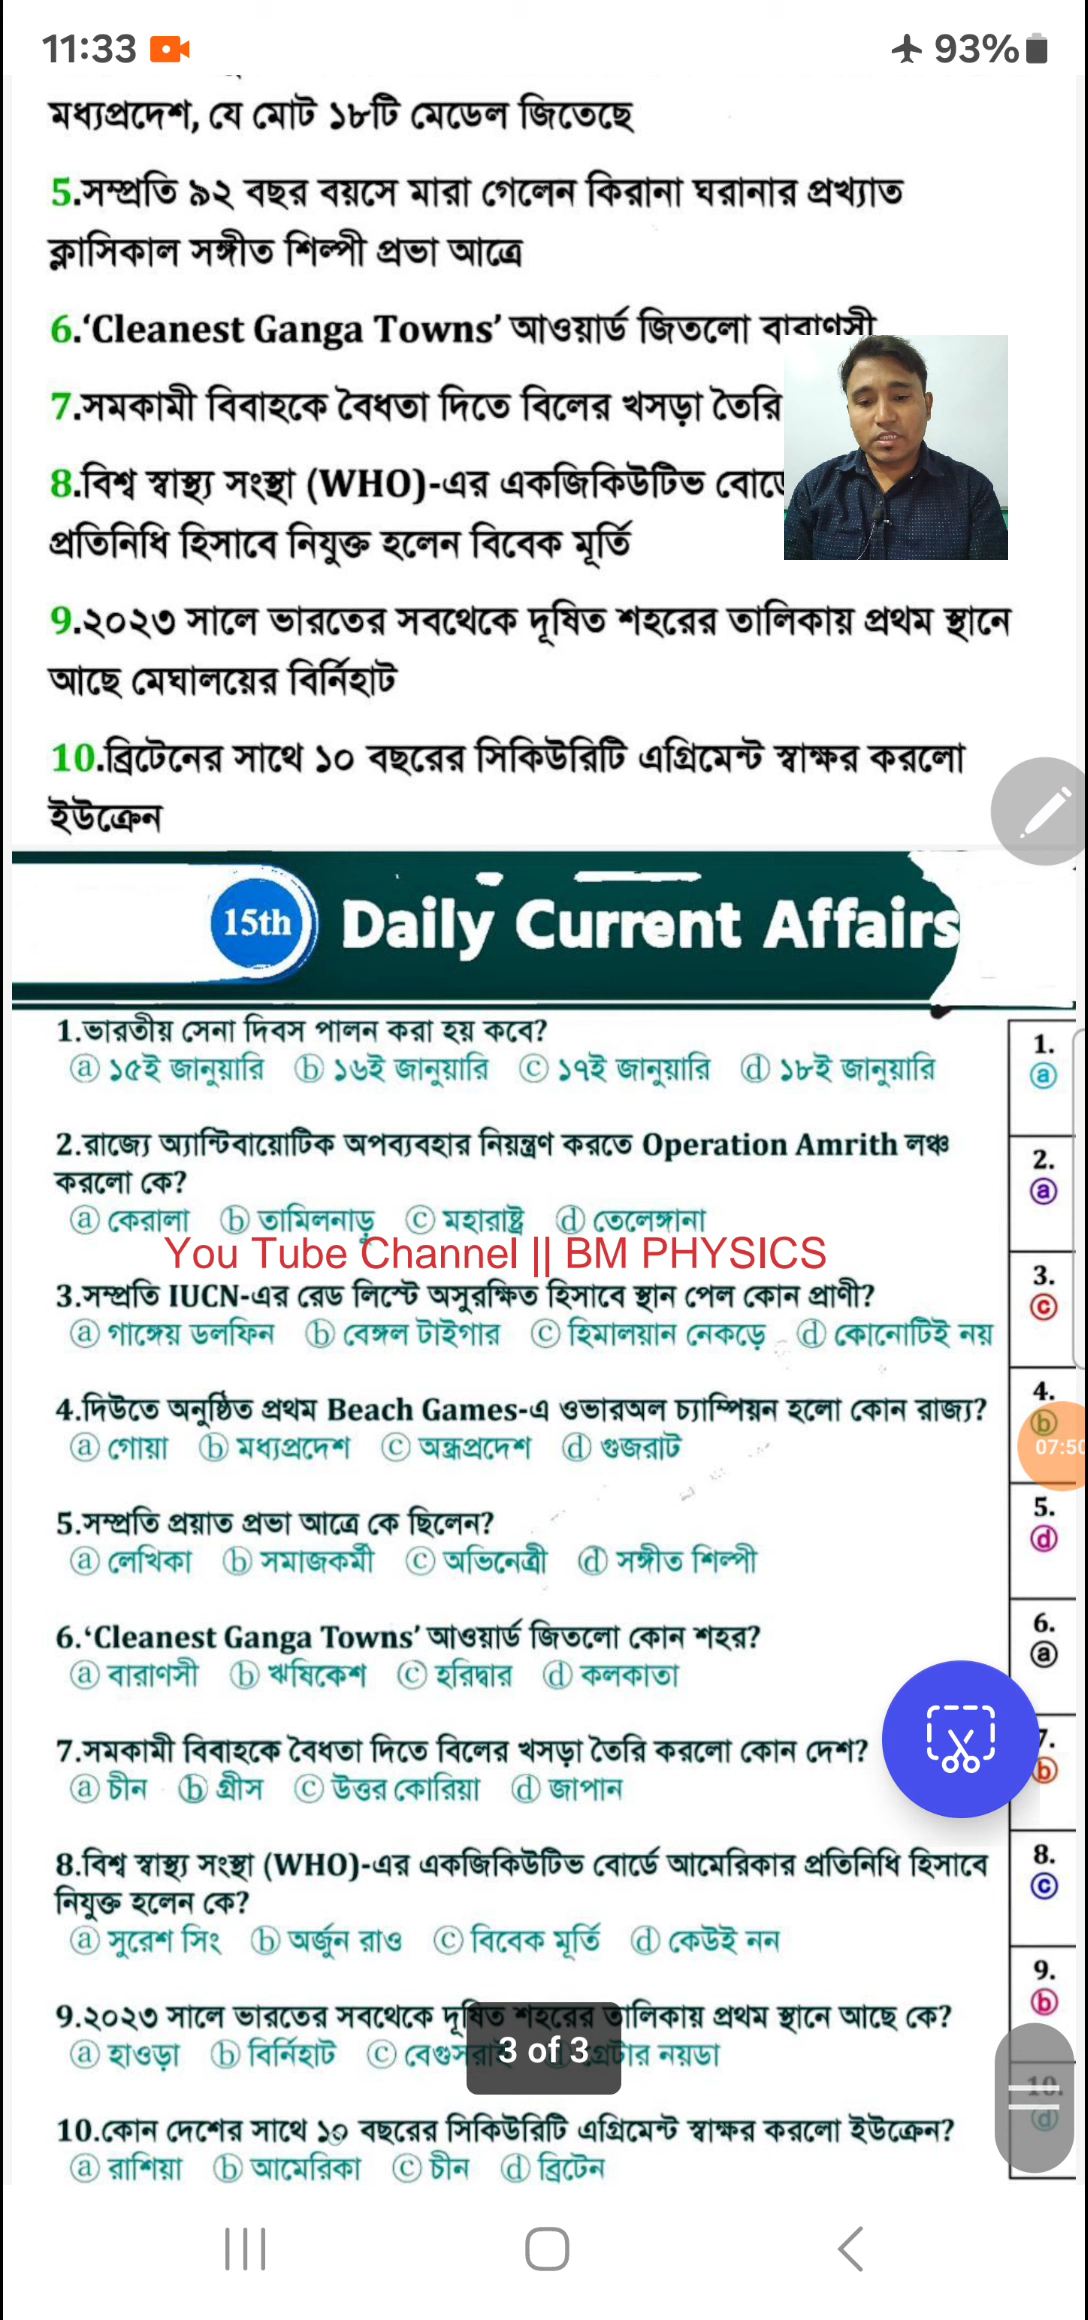 11:33
93%
মধ্যপ্রদেশ, যে মোট ১৮টি মেডেল জিতেছে
5.সম্প্রতি ৯২ বছর বয়সে মারা গেলেন কিরানা ঘরানার প্রখ্যাত
ক্লাসিকাল সঙ্গীত শিল্পী প্রভা আত্রে
6.‘Cleanest Ganga Towns’ আওয়ার্ড জিতলো বারাণসী
7.সমকামী বিবাহকে বৈধতা দিতে বিলের খসড়া তৈরি
8.বিশ্ব স্বাস্থ্য সংস্থা (WHO)-এর একজিকিউটিভ
প্রতিনিধি হিসাবে নিযুক্ত হলেন বিবেক মূর্তি
9.২০২৩ সালে ভারতের সবথেকে দূষিত শহরের তালিকায় প্রথম স্থানে
আছে মেঘালয়ের বির্নিহাট
10.ব্রিটেনের সাথে ১০ বছরের সিকিউরিটি এগ্রিমেন্ট স্বাক্ষর করলো
ইউক্রেন
15th Daily Current Affairs
1.ভারতীয় সেনা দিবস পালন করা হয় কবে?
ⓐ ১৫ই জানুয়ারি ⓑ ১৬ই জানুয়ারি ⓒ ১৭ই জানুয়ারি ⓓ ১৮ই জানুয়ারি
1.
ⓐ
2.রাজ্যে অ্যান্টিবায়োটিক অপব্যবহার নিয়ন্ত্রণ করতে Operation Amrith লঞ্চ
করলো কে?
ⓐ কেরালা ⓑ তামিলনাড়ু ⓒ মহারাষ্ট্র ⓓ তেলেঙ্গানা
2.
ⓐ
You Tube Channel || BM PHYSICS
3.সম্প্রতি IUCN-এর রেড লিস্টে অসুরক্ষিত হিসাবে স্থান পেল কোন প্রাণী?
ⓐ গাঙ্গেয় ডলফিন ⓑ বেঙ্গল টাইগার ⓒ হিমালয়ান নেকড়ে ⓓ কোনোটিই নয়
3.
ⓒ
4.দিউতে অনুষ্ঠিত প্রথম Beach Games-এ ওভারঅল চ্যাম্পিয়ন হলো কোন রাজ্য?
ⓐ গোয়া ⓑ মধ্যপ্রদেশ ⓒ অন্ধ্রপ্রদেশ ⓓ গুজরাট
4.
ⓑ
07:50
5.সম্প্রতি প্রয়াত প্রভা আত্রে কে ছিলেন?
ⓐ লেখিকা ⓑ সমাজকর্মী ⓒ অভিনেত্রী ⓓ সঙ্গীত শিল্পী
5.
ⓓ
6.‘Cleanest Ganga Towns’ আওয়ার্ড জিতলো কোন শহর?
ⓐ বারাণসী ⓑ ঋষিকেশ ⓒ হরিদ্বার ⓓ কলকাতা
6.
ⓐ
7.সমকামী বিবাহকে বৈধতা দিতে বিলের খসড়া তৈরি করলো কোন দেশ?
ⓐ চীন ⓑ গ্রীস ⓒ উত্তর কোরিয়া ⓓ জাপান
7.
ⓑ
8.বিশ্ব স্বাস্থ্য সংস্থা (WHO)-এর একজিকিউটিভ বোর্ডে আমেরিকার প্রতিনিধি হিসাবে
নিযুক্ত হলেন কে?
ⓐ সুরেশ সিং ⓑ অর্জুন রাও ⓒ বিবেক মূর্তি ⓓ কেউই নন
8.
ⓒ
9.২০২৩ সালে ভারতের সবথেকে দূষিত শহরের তালিকায় প্রথম স্থানে আছে কে?
ⓐ হাওড়া ⓑ বির্নিহাট ⓒ বেগুসরাই ⓓ গ্রেটার নয়ডা
9.
ⓑ
3 of 3
10.কোন দেশের সাথে ১০ বছরের সিকিউরিটি এগ্রিমেন্ট স্বাক্ষর করলো ইউক্রেন?
ⓐ রাশিয়া ⓑ আমেরিকা ⓒ চীন ⓓ ব্রিটেন
10.
ⓓ